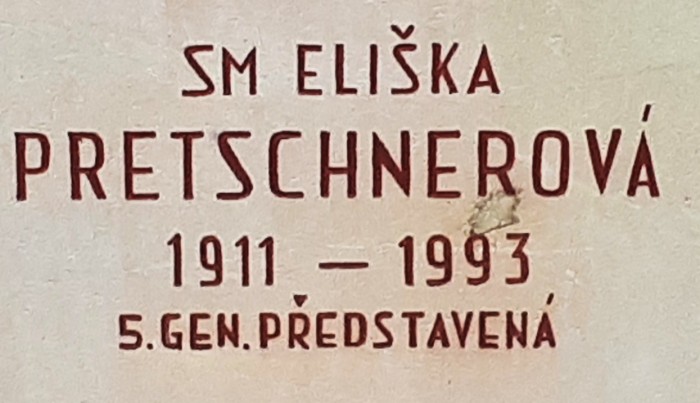 SM ELIŠKA
PRETSCHNEROVÁ
1911 – 1993
5. GEN. PŘEDSTAVENÁ